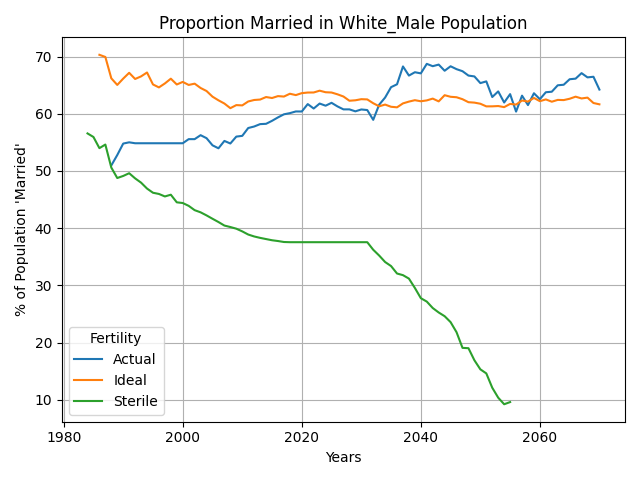 Proportion Married in White_Male Population
% of Population 'Married'
70
60
50
40
30
20
10
Fertility
Actual
Ideal
Sterile
1980
2000
2020
2040
2060
Years